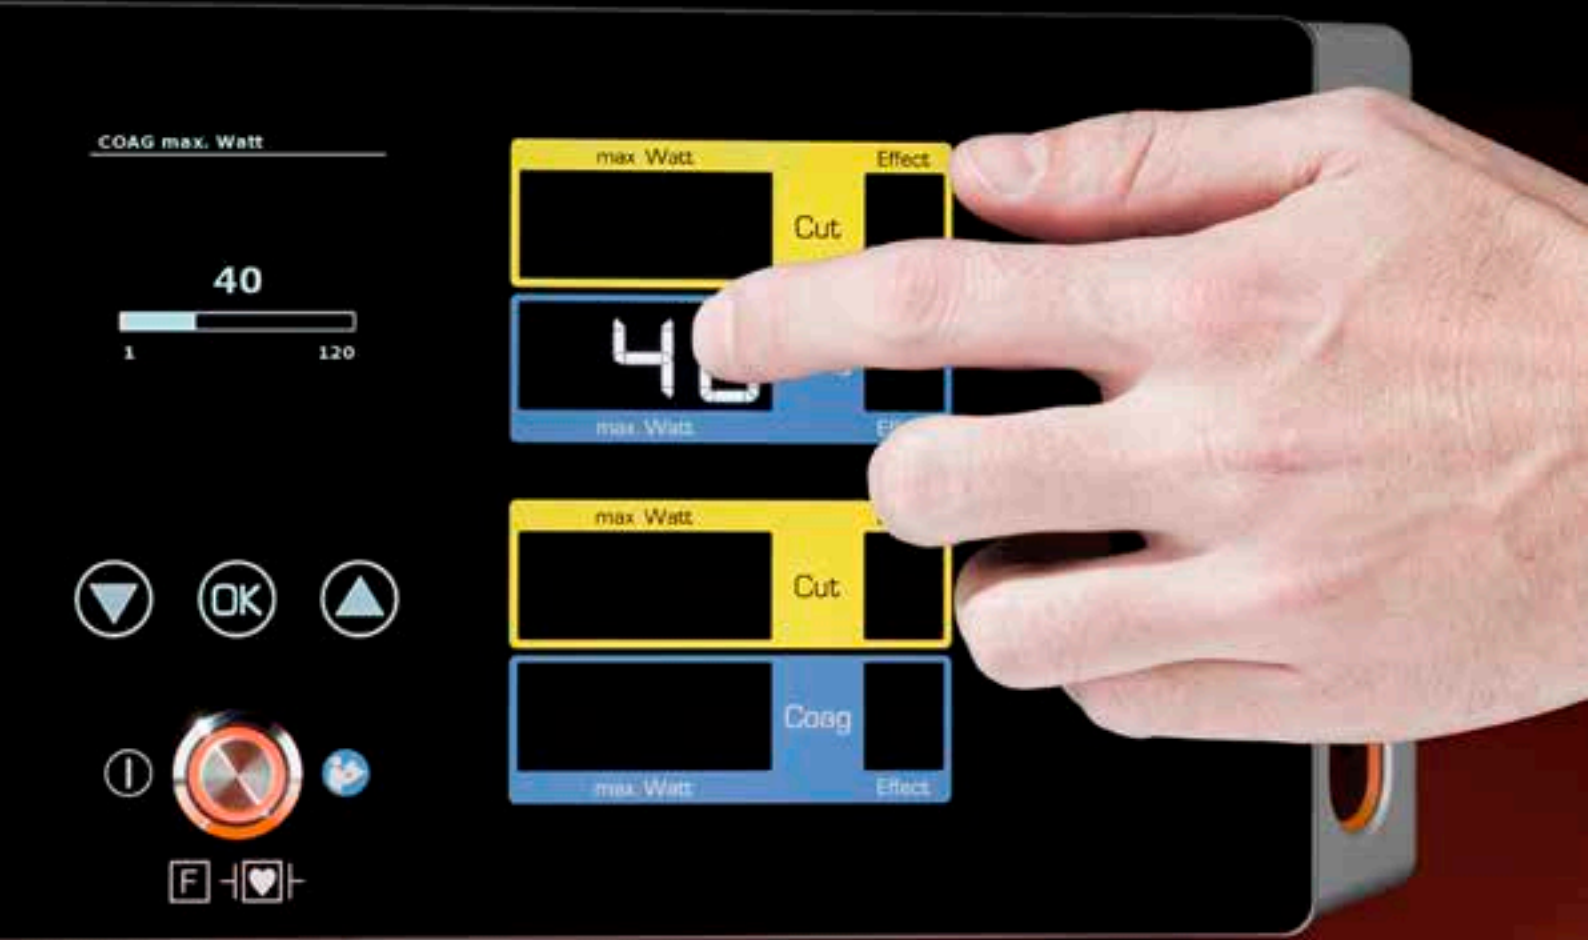 COAG max. Watt
40
1 120
OK
F
max Watt Effect
Cut
40
max. Watt
max Watt
Cut
Coag
max. Watt Effect